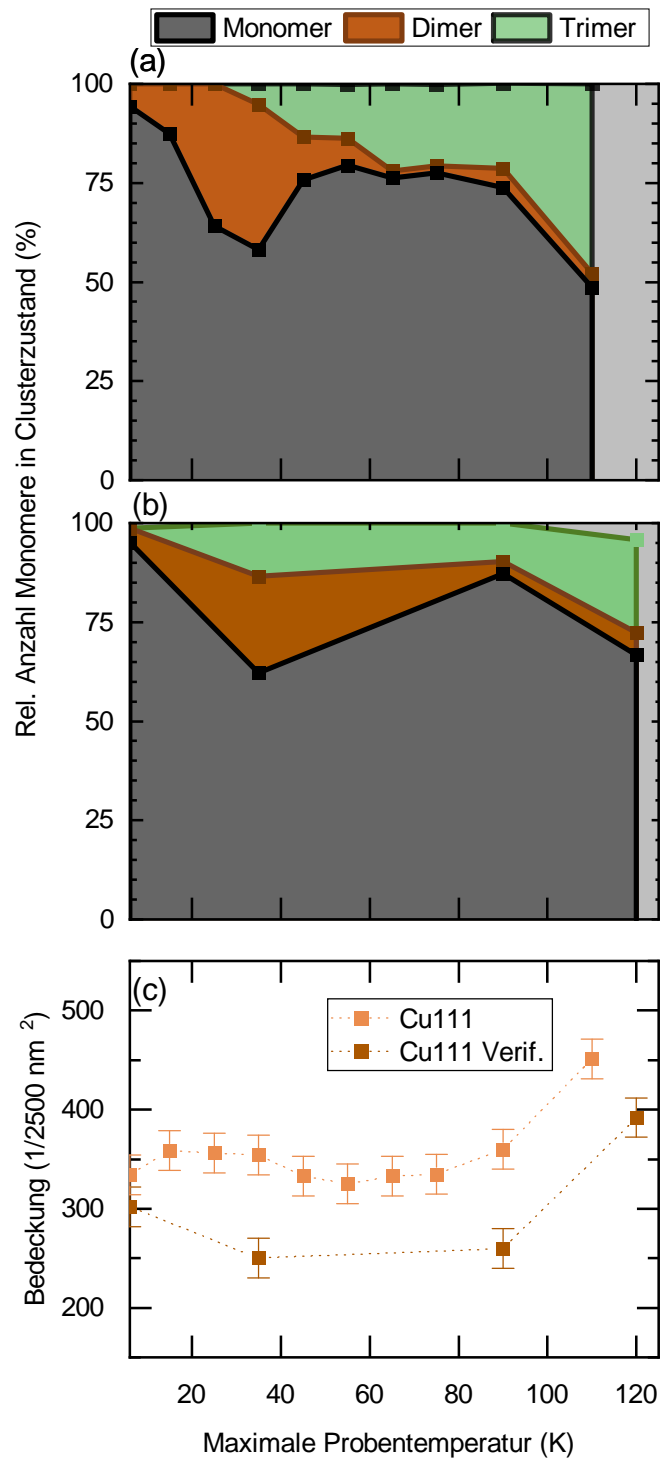 Monomer Dimer Trimer
(a)
100
75
50
25
0
(b)
100
75
50
25
0
Rel. Anzahl Monomere in Clusterzustand (%)
(c)
Cu111
Cu111 Verif.
500
400
300
200
Bedeckung (1/2500 nm ²)
20 40 60 80 100 120
Maximale Probentemperatur (K)